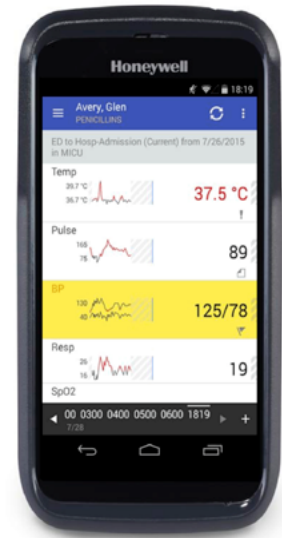 Honeywell
18:19
Avery, Glen
PENICILLINS
ED to Hosp-Admission (Current) from 7/26/2015
in MICU
Temp
39.7 °C
36.7 °C
37.5 °C
!
Pulse
165
75
89
BP
130
40
125/78
Resp
26
16
19
SpO2
00 0300 0400 0500 0600 1819 +
7/28